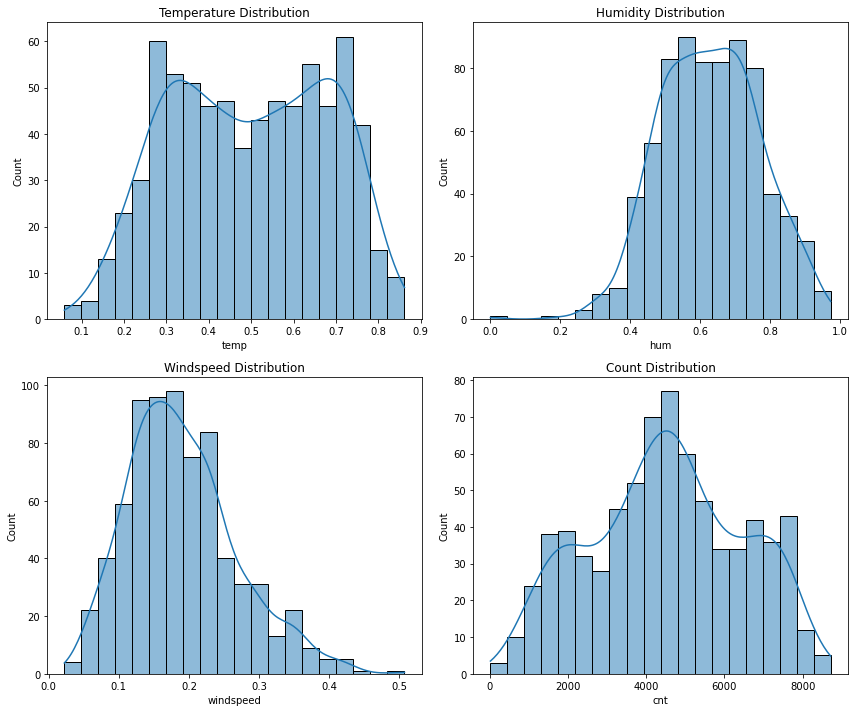 Temperature Distribution
Count
60
50
40
30
20
10
0
0.1 0.2 0.3 0.4 0.5 0.6 0.7 0.8 0.9
temp
Humidity Distribution
Count
80
60
40
20
0
0.0 0.2 0.4 0.6 0.8 1.0
hum
Windspeed Distribution
Count
100
80
60
40
20
0
0.0 0.1 0.2 0.3 0.4 0.5
windspeed
Count Distribution
Count
80
70
60
50
40
30
20
10
0
0 2000 4000 6000 8000
cnt